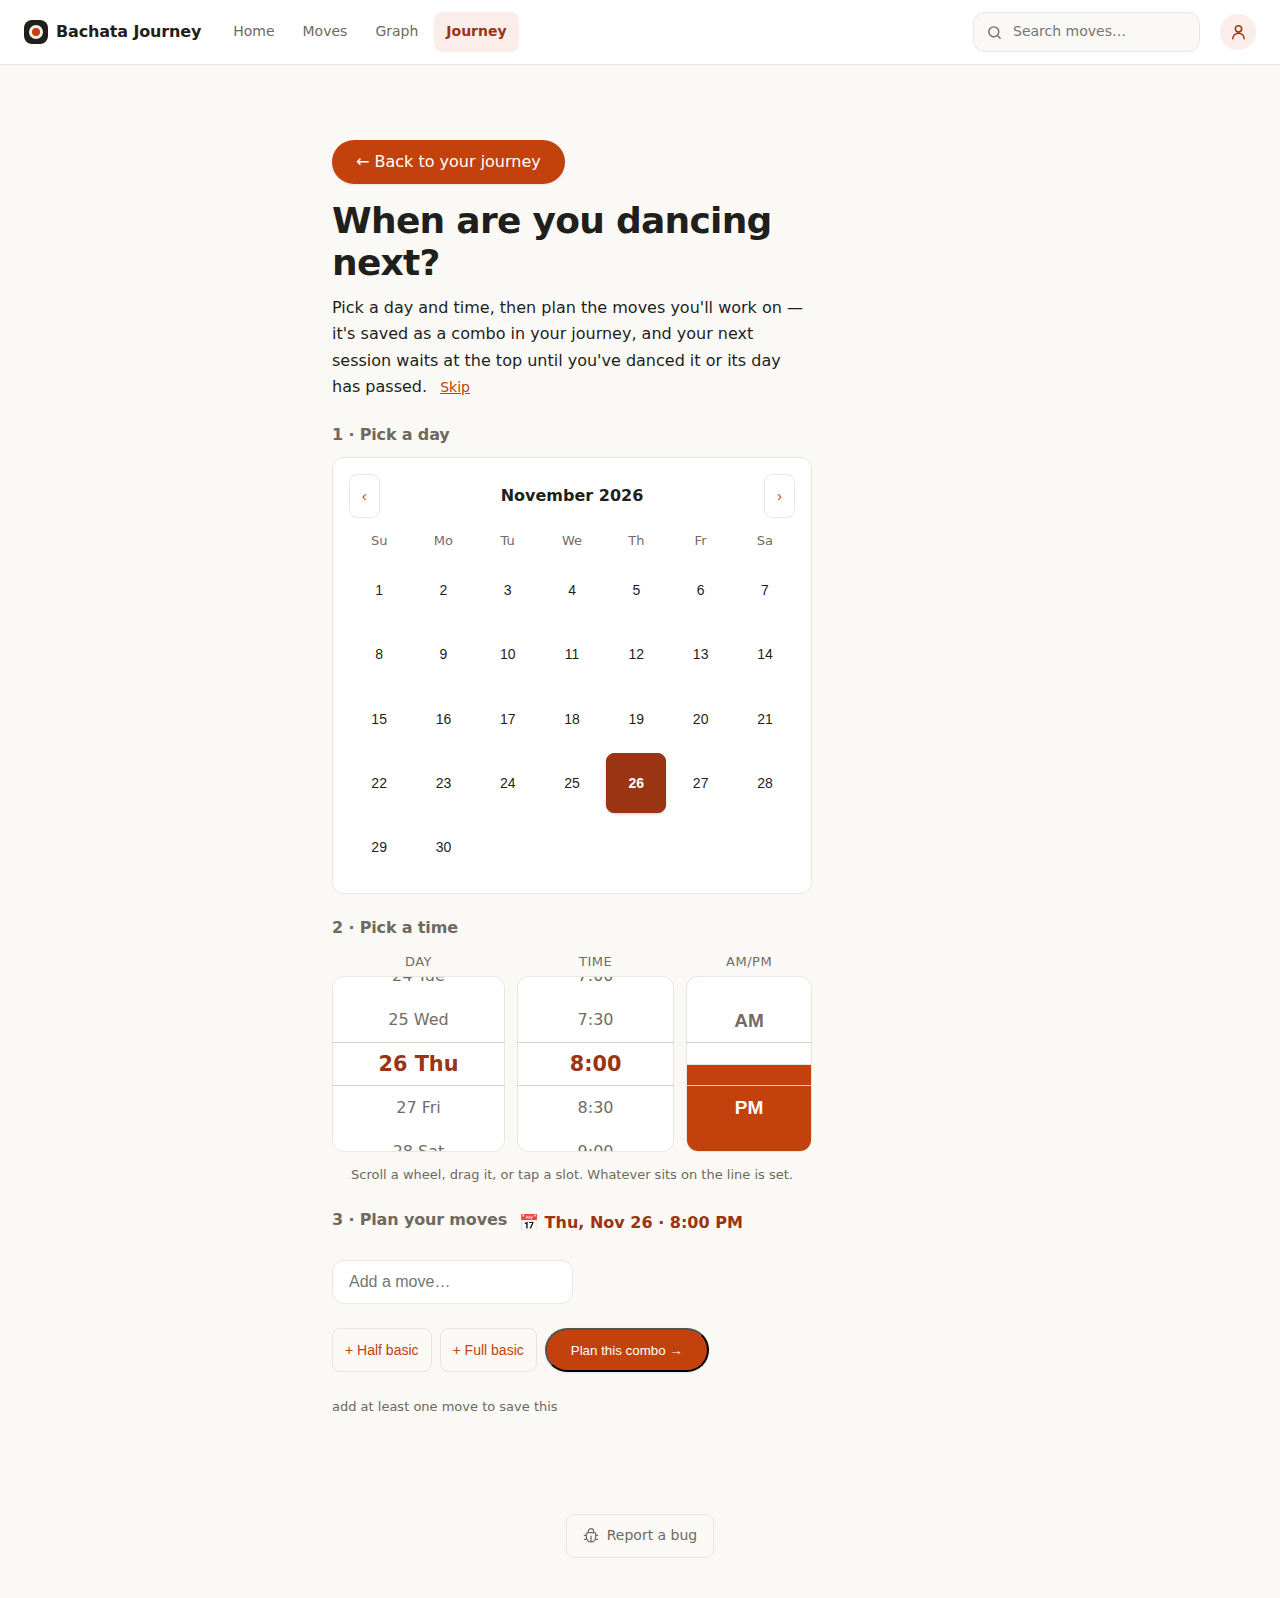 Bachata Journey
Home
Moves
Graph
Journey
Search moves...
← Back to your journey
When are you dancing
next?
Pick a day and time, then plan the moves you'll work on —
it's saved as a combo in your journey, and your next
session waits at the top until you've danced it or its day
has passed. Skip
1 · Pick a day
‹ November 2026 ›
Su Mo Tu We Th Fr Sa
1 2 3 4 5 6 7
8 9 10 11 12 13 14
15 16 17 18 19 20 21
22 23 24 25 26 27 28
29 30
2 · Pick a time
DAY TIME AM/PM
24 Tue 7:00
25 Wed 7:30 AM
26 Thu 8:00
27 Fri 8:30 PM
28 Sat 9:00
Scroll a wheel, drag it, or tap a slot. Whatever sits on the line is set.
3 · Plan your moves 📅 Thu, Nov 26 · 8:00 PM
Add a move…
+ Half basic
+ Full basic
Plan this combo →
add at least one move to save this
Report a bug